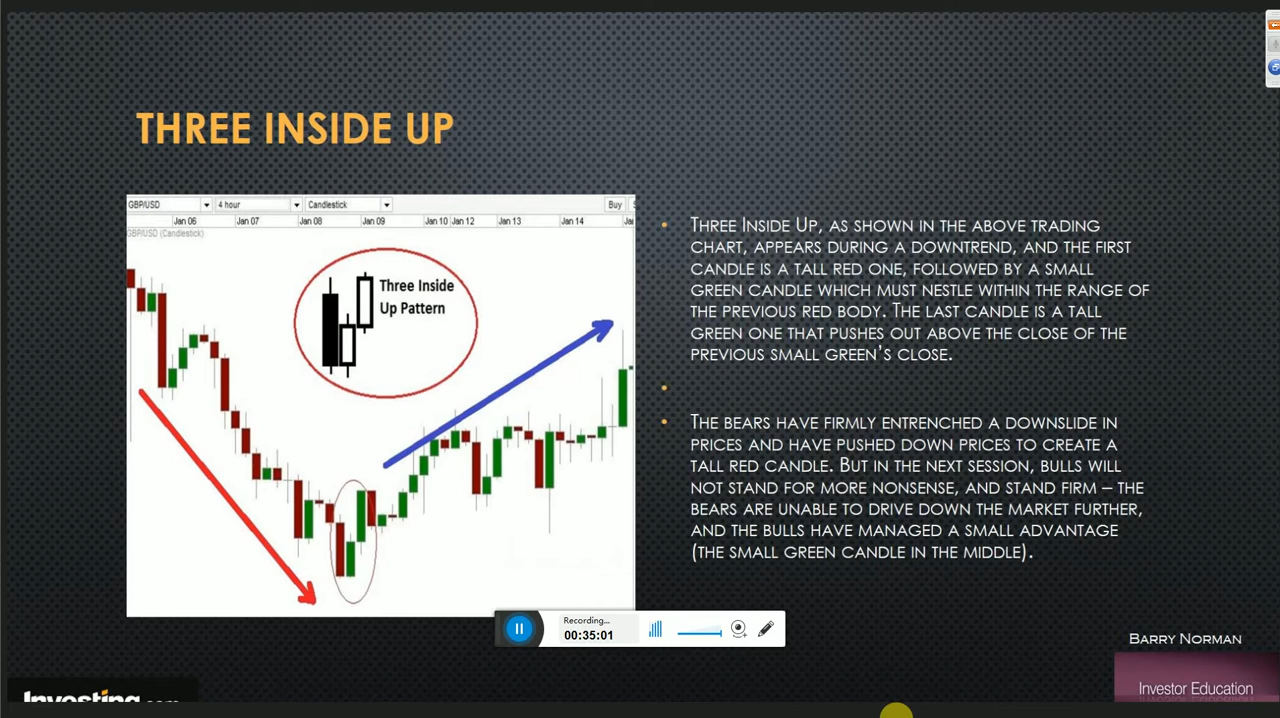 THREE INSIDE UP
GBP/USD
4 hour
Candlestick
Buy
Jan 06
Jan 07
Jan 08
Jan 09
Jan 10
Jan 12
Jan 13
Jan 14
GBP/USD (Candlestick)
Three Inside
Up Pattern
• THREE INSIDE UP, AS SHOWN IN THE ABOVE TRADING
CHART, APPEARS DURING A DOWNTREND, AND THE FIRST
CANDLE IS A TALL RED ONE, FOLLOWED BY A SMALL
GREEN CANDLE WHICH MUST NESTLE WITHIN THE RANGE OF
THE PREVIOUS RED BODY. THE LAST CANDLE IS A TALL
GREEN ONE THAT PUSHES OUT ABOVE THE CLOSE OF THE
PREVIOUS SMALL GREEN'S CLOSE.
•
• THE BEARS HAVE FIRMLY ENTRENCHED A DOWNSLIDE IN
PRICES AND HAVE PUSHED DOWN PRICES TO CREATE A
TALL RED CANDLE. BUT IN THE NEXT SESSION, BULLS WILL
NOT STAND FOR MORE NONSENSE, AND STAND FIRM – THE
BEARS ARE UNABLE TO DRIVE DOWN THE MARKET FURTHER,
AND THE BULLS HAVE MANAGED A SMALL ADVANTAGE
(THE SMALL GREEN CANDLE IN THE MIDDLE).
Recording...
00:35:01
BARRY NORMAN
Investing.com
Investor Education